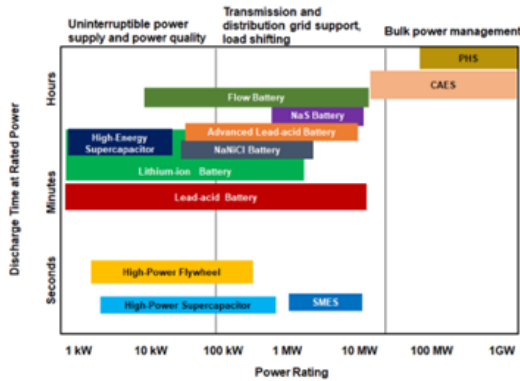 Uninterruptible power
supply and power quality
Transmission and
distribution grid support,
load shifting
Bulk power management
PHS
CAES
Flow Battery
NaS Battery
Advanced Lead-acid Battery
High-Energy
Supercapacitor
NaNiCl Battery
Lithium-ion Battery
Lead-acid Battery
High-Power Flywheel
High-Power Supercapacitor
SMES
Discharge Time at Rated Power
Hours
Minutes
Seconds
1 kW
10 kW
100 kW
1 MW
10 MW
100 MW
1GW
Power Rating